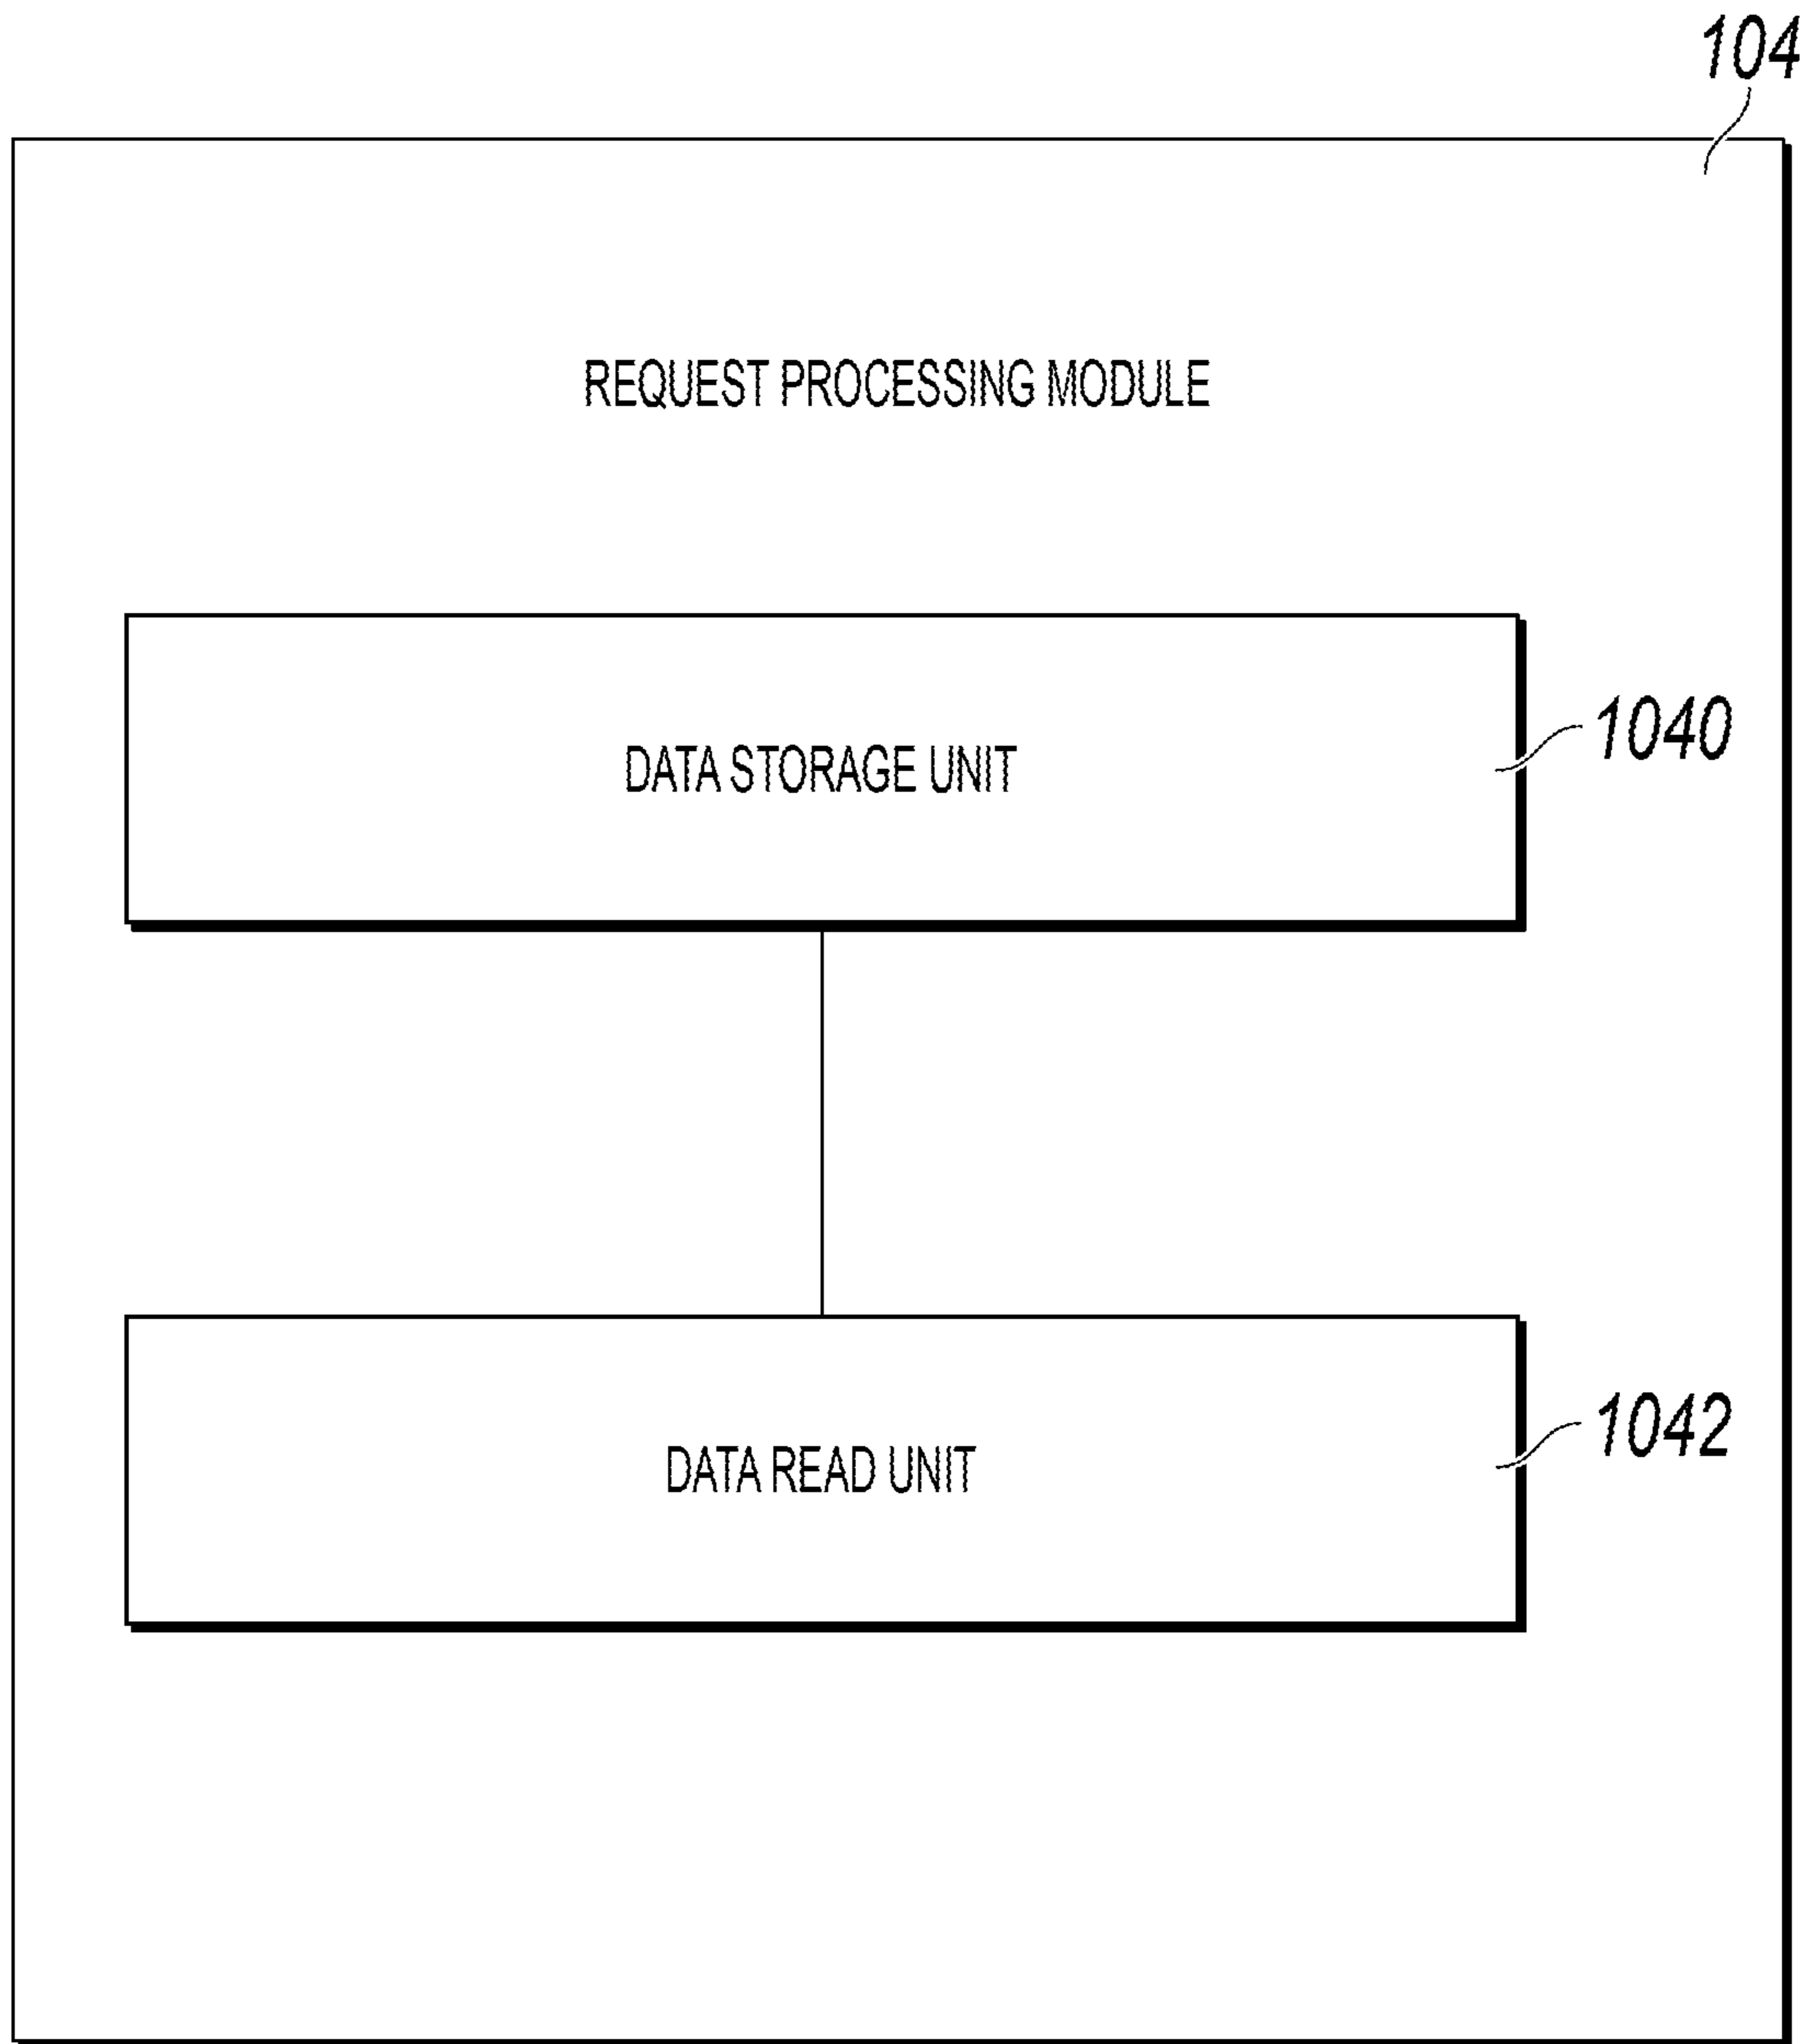 104
REQUEST PROCESSING MODULE
DATA STORAGE UNIT
1040
DATA READ UNIT
1042